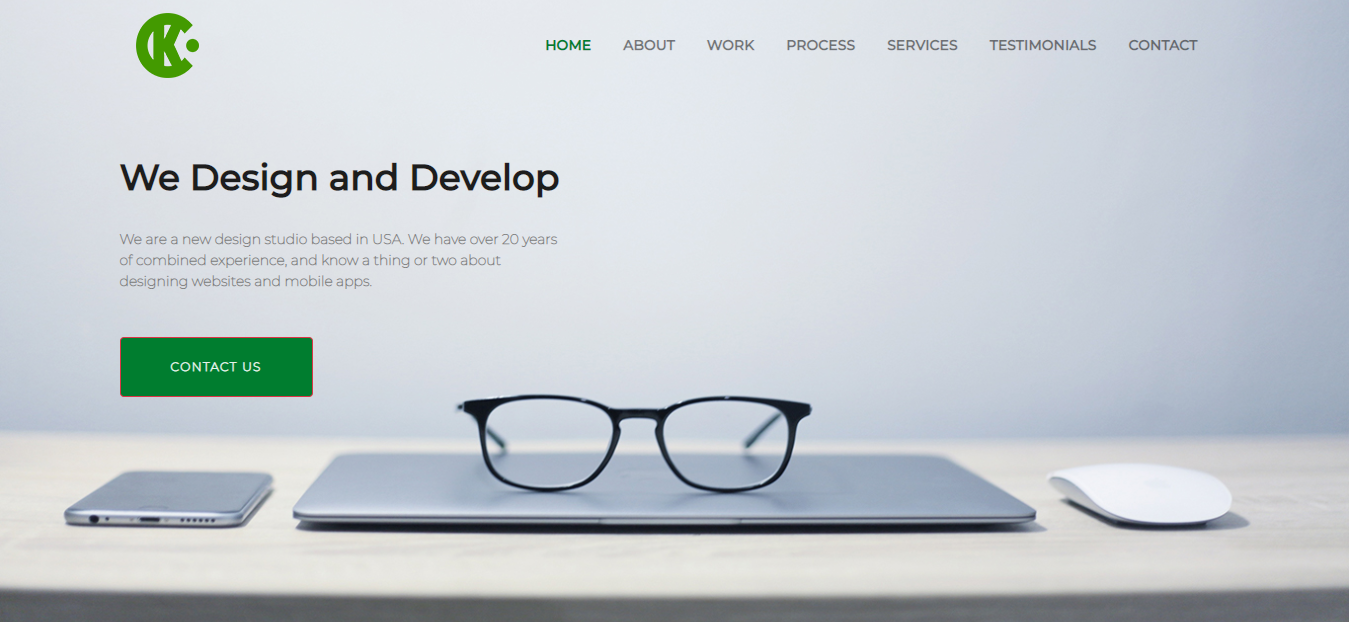 CK
HOME ABOUT WORK PROCESS SERVICES TESTIMONIALS CONTACT
We Design and Develop
We are a new design studio based in USA. We have over 20 years
of combined experience, and know a thing or two about
designing websites and mobile apps.
CONTACT US